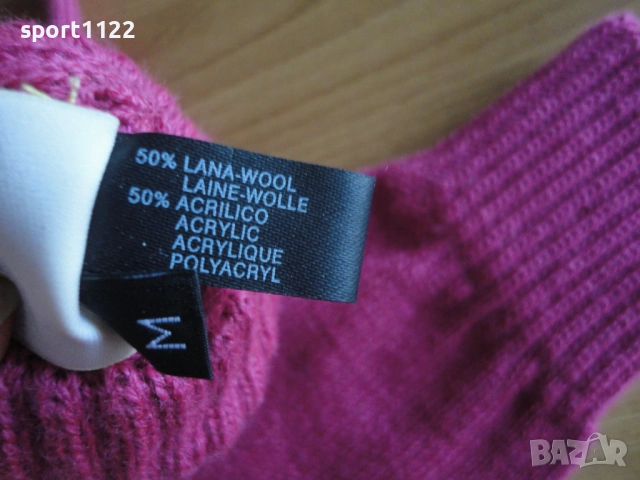 sport1122
50% LANA-WOOL
LAINE-WOLLE
50% ACRILICO
ACRYLIC
ACRYLIQUE
POLYACRYL
M
BAZAR